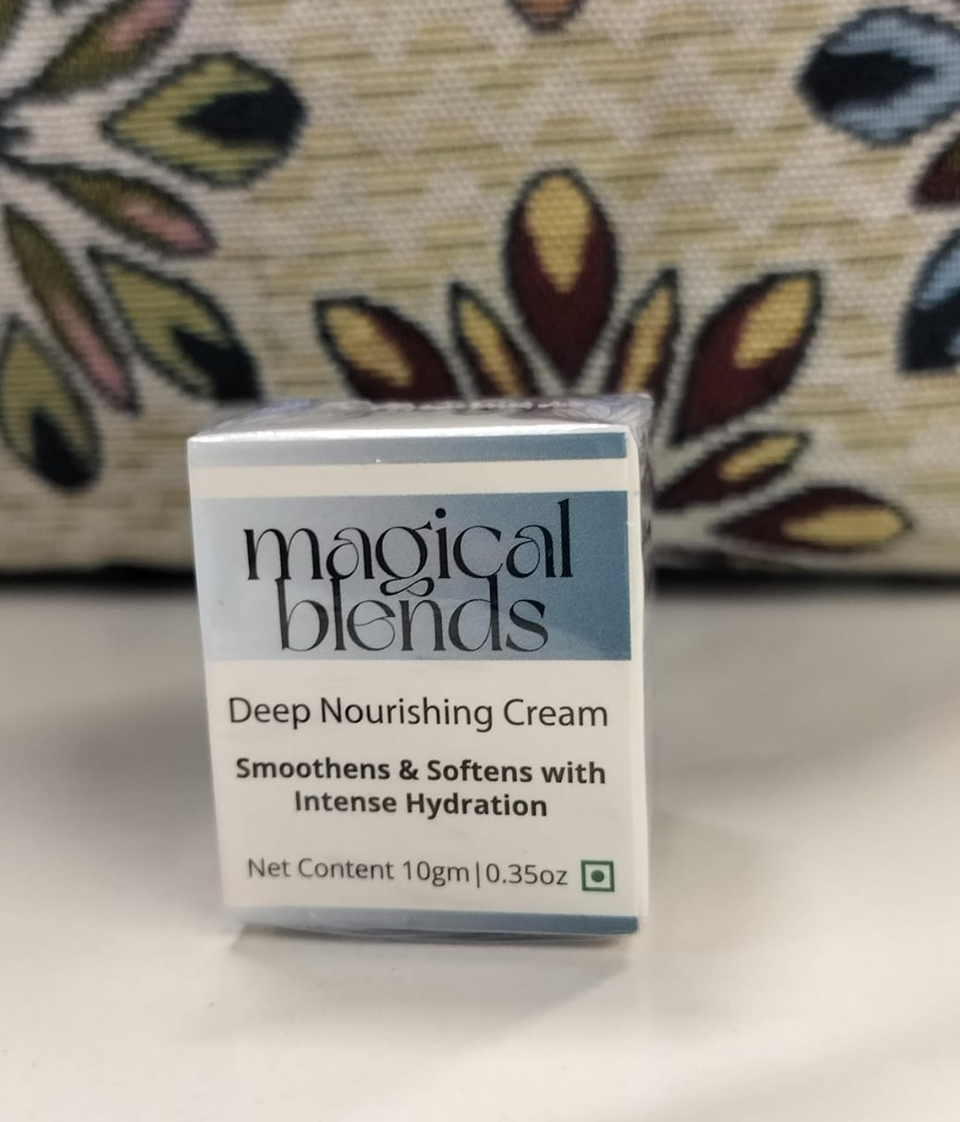 magical
blends
Deep Nourishing Cream
Smoothens & Softens with
Intense Hydration
Net Content 10gm|0.35oz